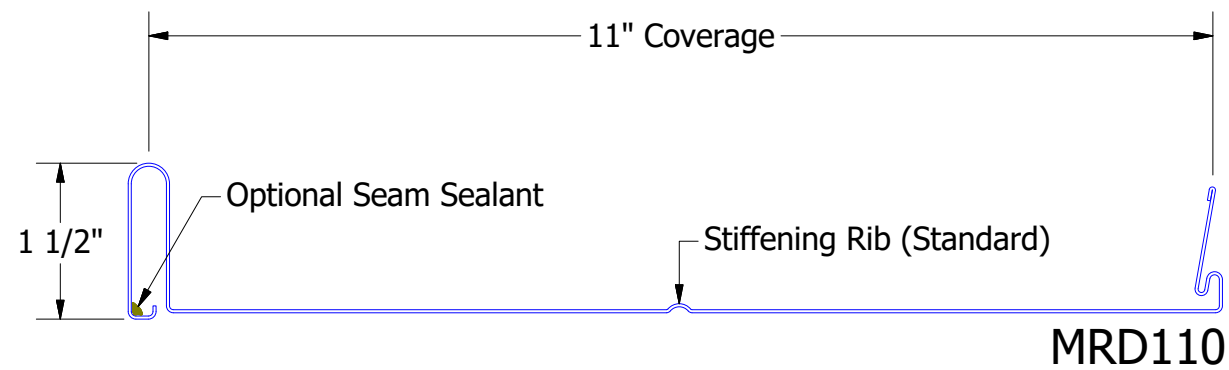 11" Coverage
Optional Seam Sealant
1 1/2"
Stiffening Rib (Standard)
MRD110